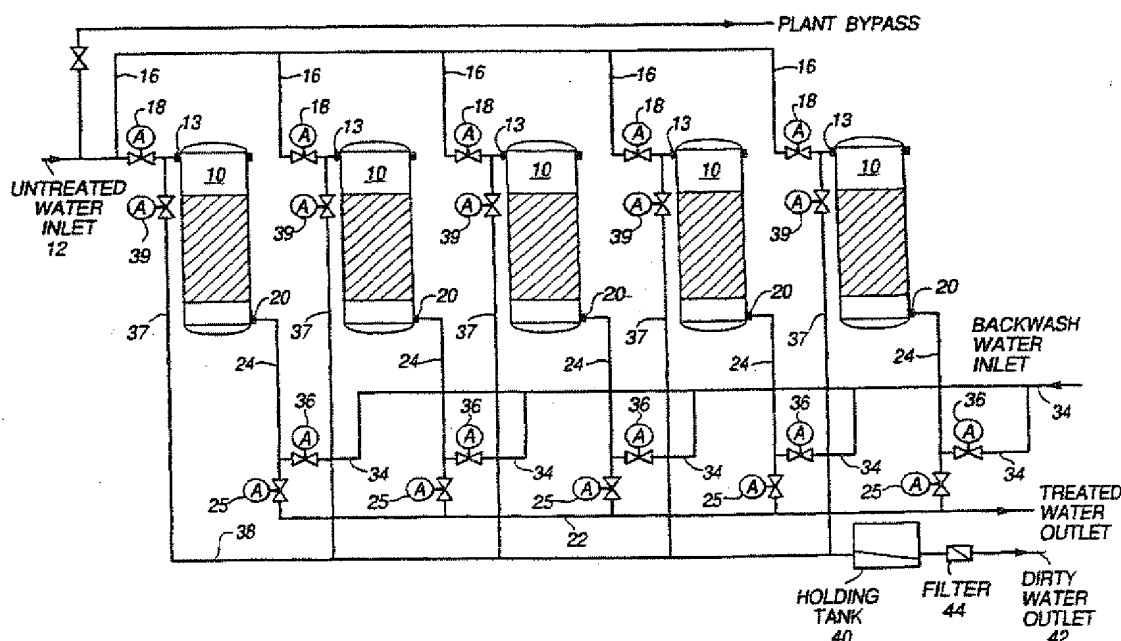 PLANT BYPASS
16 16 16 16 16
18 18 18 18 18
A A A A A
13 13 13 13 13
10 10 10 10 10
UNTREATED
WATER
INLET
12
A A A A A
39 39 39 39 39
20 20 20 20 20
37 37 37 37 37
24 24 24 24 24
BACKWASH
WATER
INLET
34
36 36 36 36 36
A A A A A
34 34 34 34 34
A A A A A
25 25 25 25 25
TREATED
WATER
OUTLET
22
38
HOLDING
TANK
40
FILTER
44
DIRTY
WATER
OUTLET
42